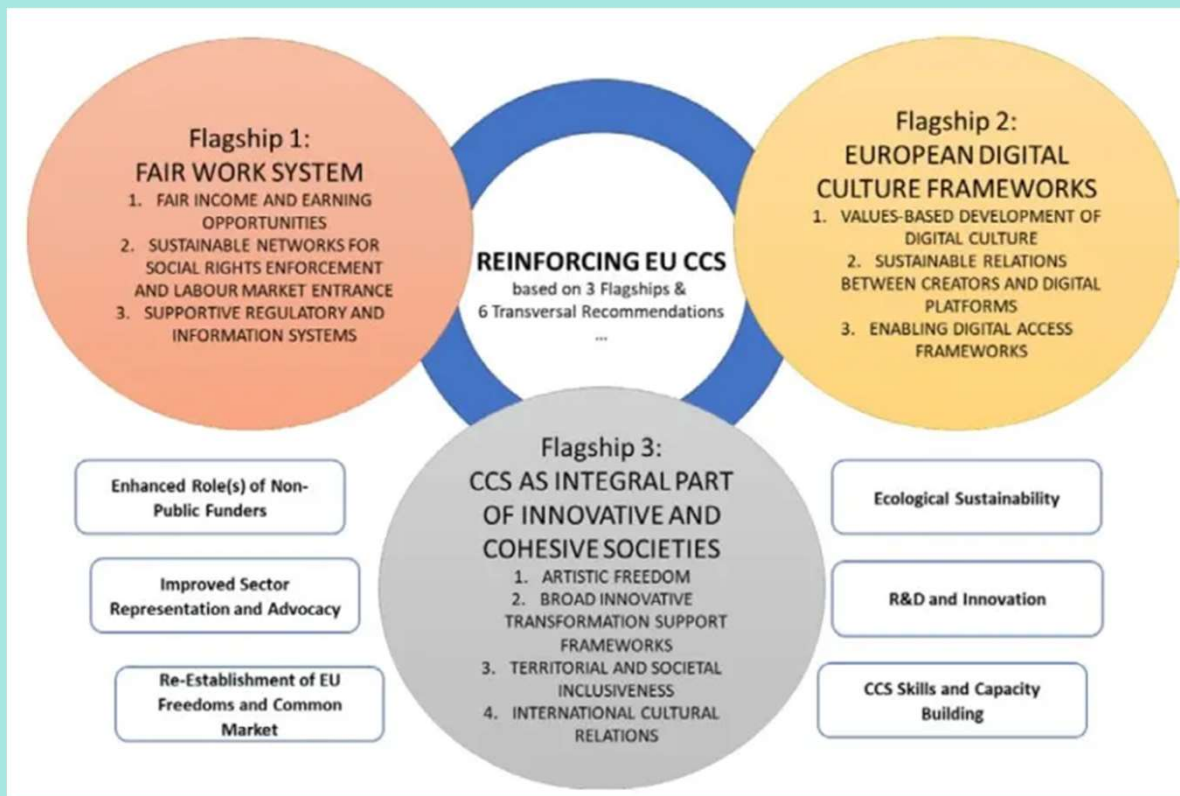 Flagship 1:
FAIR WORK SYSTEM
1. FAIR INCOME AND EARNING
OPPORTUNITIES
2. SUSTAINABLE NETWORKS FOR
SOCIAL RIGHTS ENFORCEMENT
AND LABOUR MARKET ENTRANCE
3. SUPPORTIVE REGULATORY AND
INFORMATION SYSTEMS
REINFORCING EU CCS
based on 3 Flagships &
6 Transversal Recommendations
...
Flagship 2:
EUROPEAN DIGITAL
CULTURE FRAMEWORKS
1. VALUES-BASED DEVELOPMENT OF
DIGITAL CULTURE
2. SUSTAINABLE RELATIONS
BETWEEN CREATORS AND DIGITAL
PLATFORMS
3. ENABLING DIGITAL ACCESS
FRAMEWORKS
Flagship 3:
CCS AS INTEGRAL PART
OF INNOVATIVE AND
COHESIVE SOCIETIES
1. ARTISTIC FREEDOM
2. BROAD INNOVATIVE
TRANSFORMATION SUPPORT
FRAMEWORKS
3. TERRITORIAL AND SOCIETAL
INCLUSIVENESS
4. INTERNATIONAL CULTURAL
RELATIONS
Enhanced Role(s) of Non-
Public Funders
Improved Sector
Representation and Advocacy
Re-Establishment of EU
Freedoms and Common
Market
Ecological Sustainability
R&D and Innovation
CCS Skills and Capacity
Building